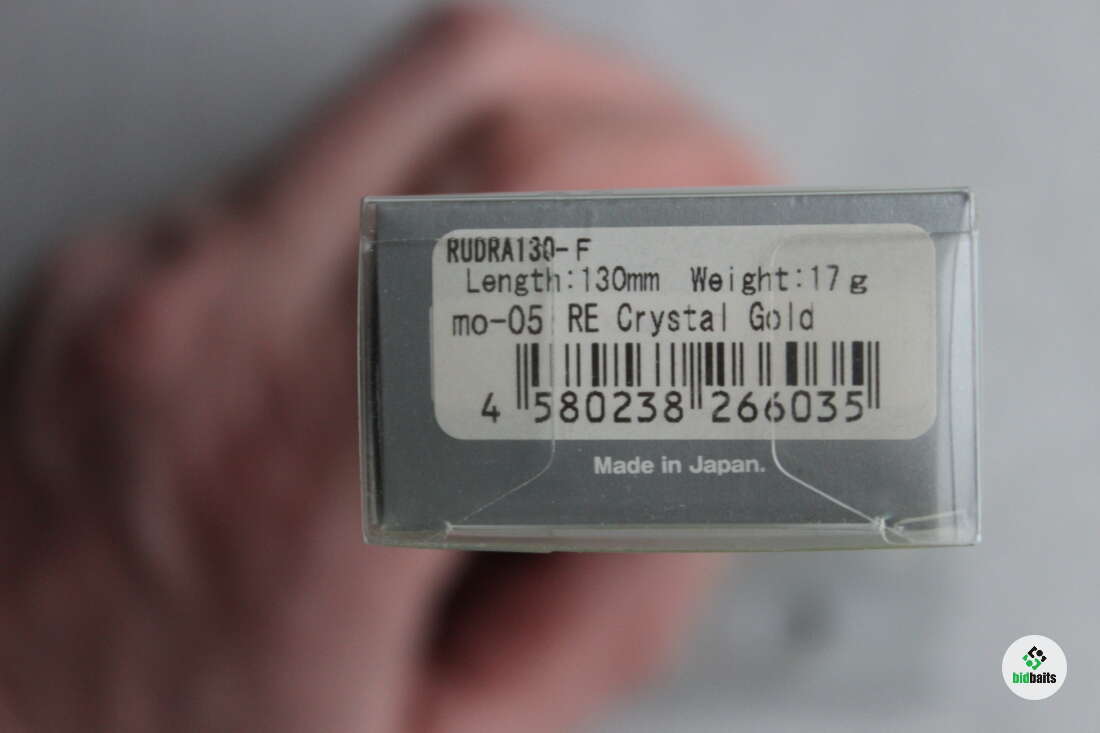 RUDRA130-F
Length:130mm Weight:17g
mo-05 RE Crystal Gold
4 580238 266035
Made in Japan.
bidbaits